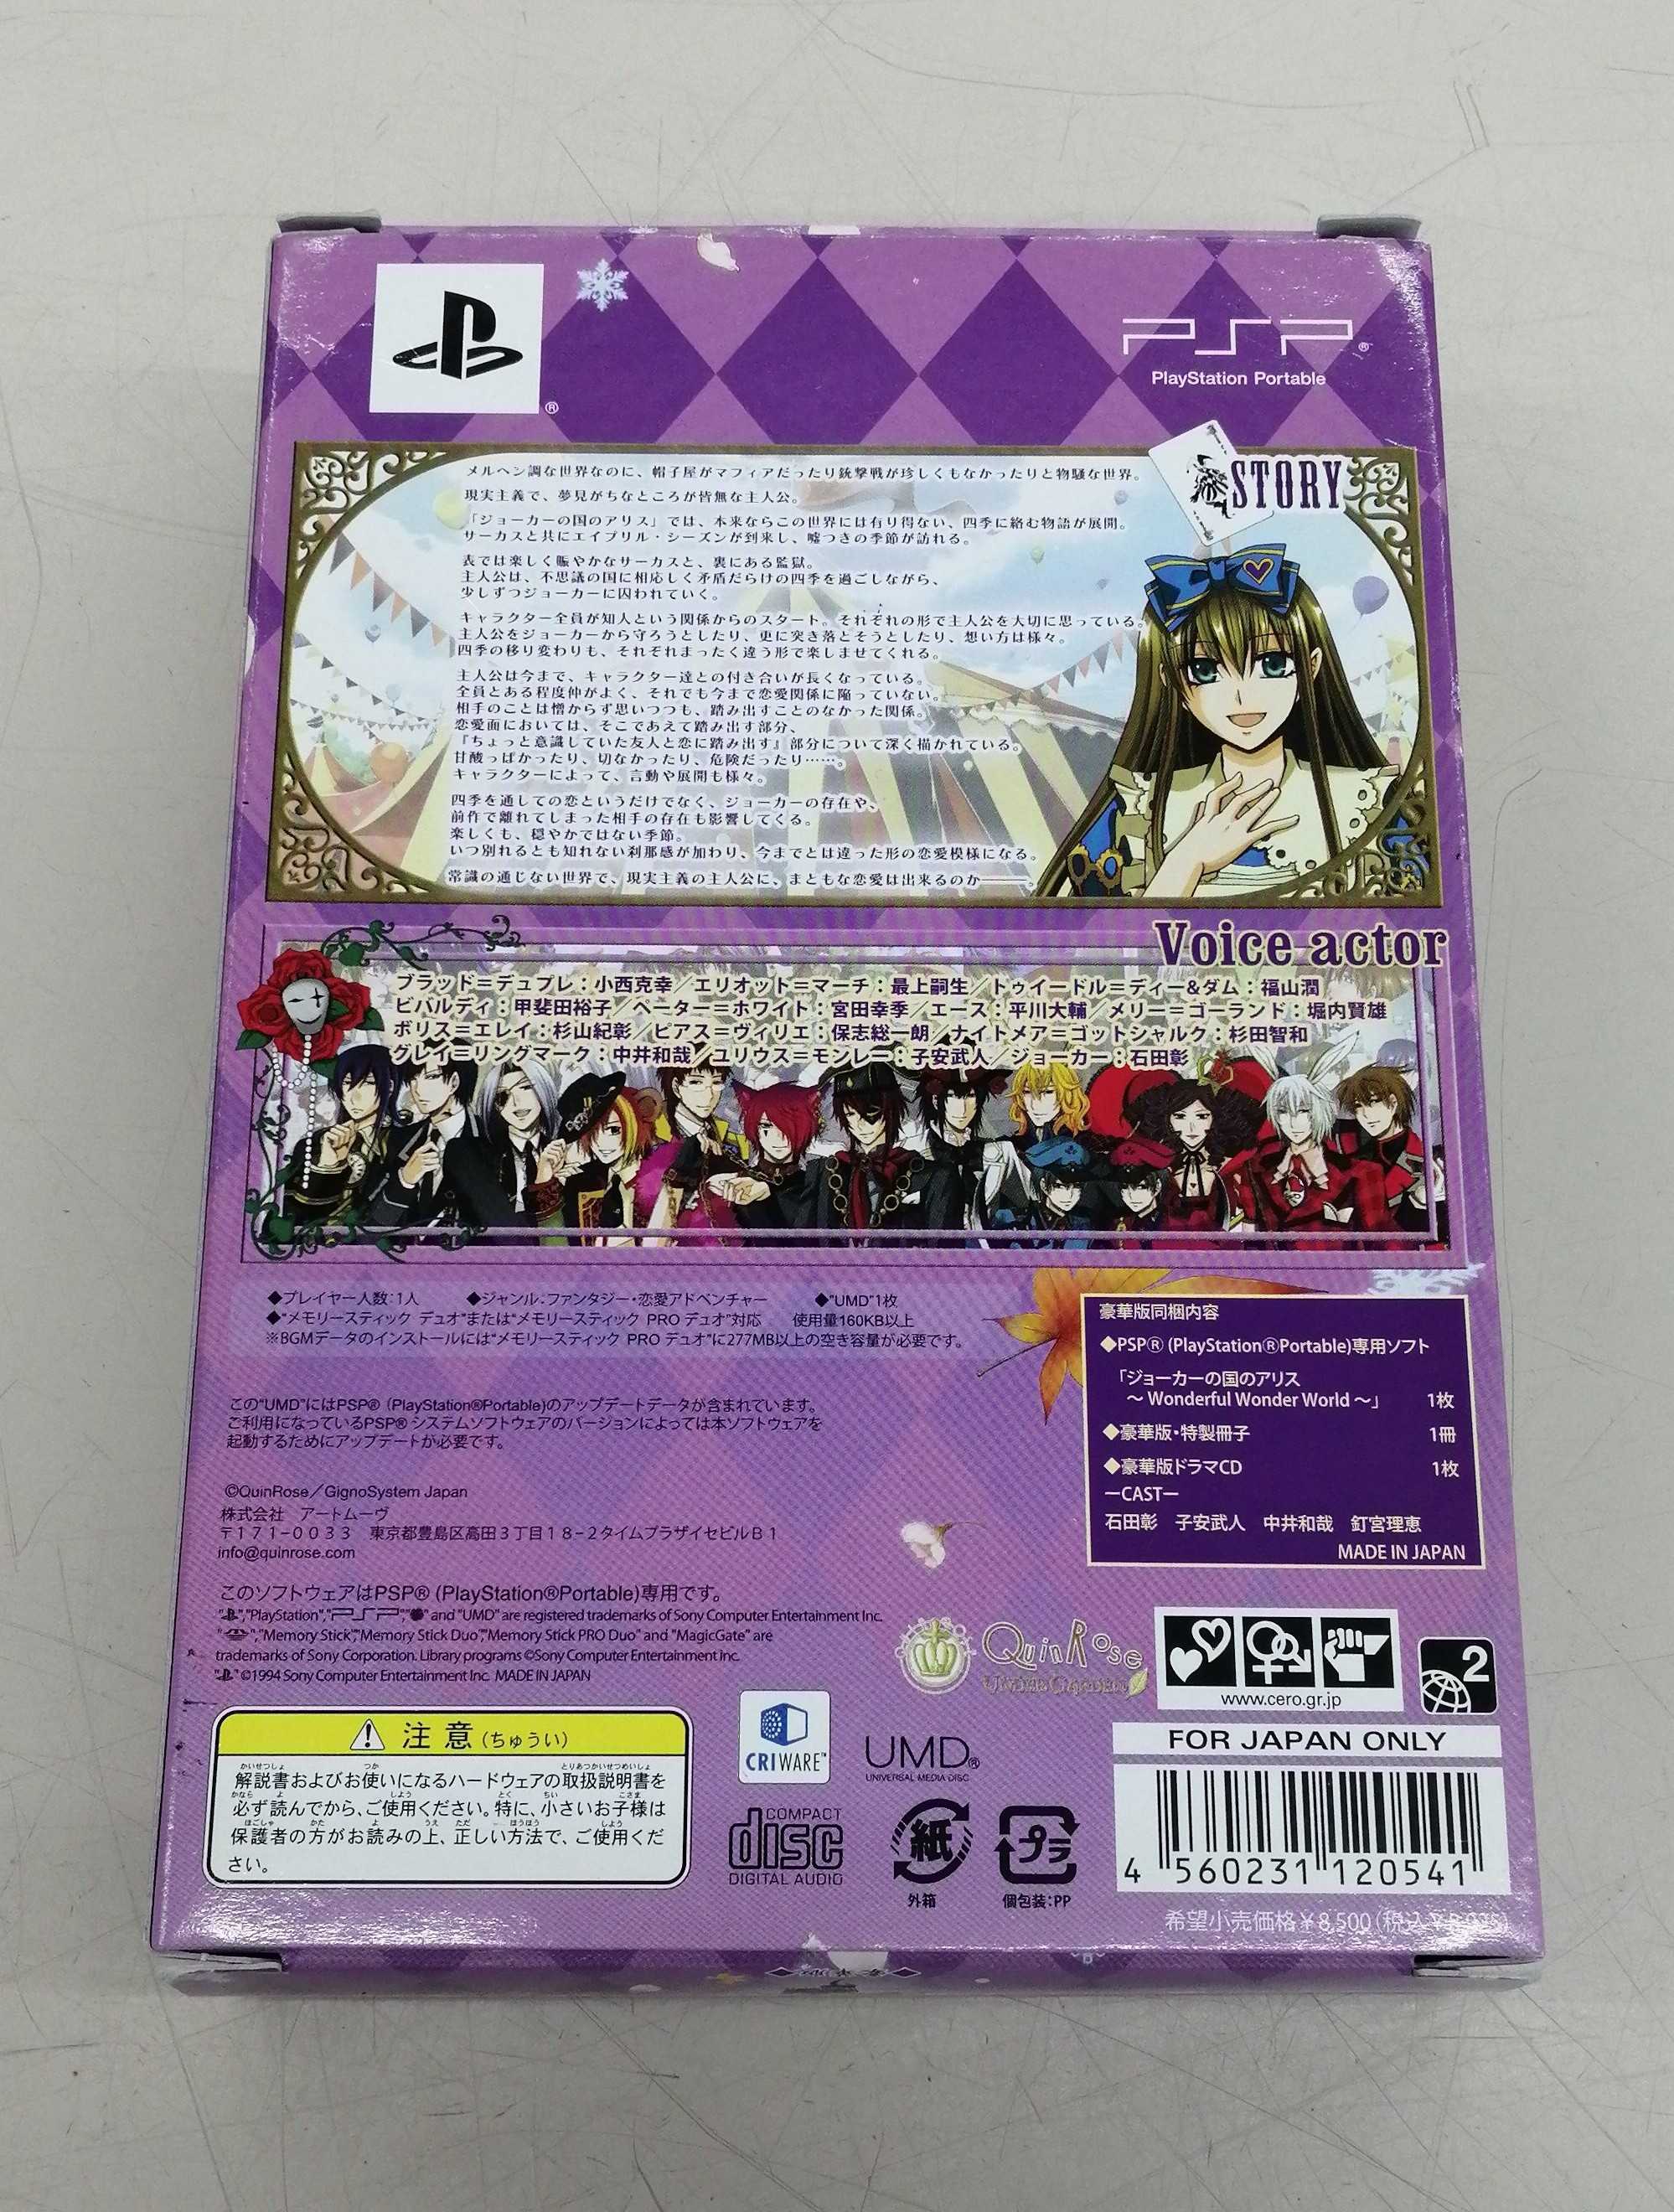 PSP®
PlayStation Portable
STORY
メルヘン調な世界なのに、帽子屋がマフィアだったり銃撃戦が珍しくもなかったりと物騒な世界。
現実主義で、夢見がちなところが皆無な主人公。
「ジョーカーの国のアリス」では、本来ならこの世界には有り得ない、四季に絡む物語が展開。
サーカスと共にエイプリル・シーズンが到来し、嘘つきの季節が訪れる。
表では楽しく賑やかなサーカスと、裏にある監獄。
主人公は、不思議の国に相応しく矛盾だらけの四季を過ごしながら、
少しずつジョーカーに囚われていく。
キャラクター全員が知人という関係からのスタート。それぞれの形で主人公を大切に思っている。
主人公をジョーカーから守ろうとしたり、更に突き落とそうとしたり、想い方は様々。
四季の移り変わりも、それぞれまったく違う形で楽しませてくれる。
主人公は今まで、キャラクター達との付き合いが長くなっている。
全員とある程度仲がよく、それでも今まで恋愛関係に陥っていない。
相手のことは憎からず思いつつも、踏み出すことのなかった関係。
恋愛面においては、そこであえて踏み出す部分、
『ちょっと意識していた友人と恋に踏み出す』部分について深く描かれている。
甘酸っぱかったり、切なかったり、危険だったり……。
キャラクターによって、言動や展開も様々。
四季を通しての恋というだけでなく、ジョーカーの存在や、
前作で離れてしまった相手の存在も影響してくる。
楽しくも、穏やかではない季節。
いつ別れるとも知れない刹那感が加わり、今までとは違った形の恋愛模様になる。
常識の通じない世界で、現実主義の主人公に、まともな恋愛は出来るのか――。
Voice actor
ブラッド＝デュプレ：小西克幸／エリオット＝マーチ：最上嗣生／トゥイードル＝ディー&ダム：福山潤
ビバルディ：甲斐田裕子／ペーター＝ホワイト：宮田幸季／エース：平川大輔／メリー＝ゴーランド：堀内賢雄
ボリス＝エレイ：杉山紀彰／ピアス＝ヴィリエ：保志総一朗／ナイトメア＝ゴットシャルク：杉田智和
グレイ＝リングマーク：中井和哉／ユリウス＝モンレー：子安武人／ジョーカー：石田彰
◆プレイヤー人数：1人 ◆ジャンル：ファンタジー・恋愛アドベンチャー ◆"UMD"1枚
◆"メモリースティック デュオ"または"メモリースティック PRO デュオ"対応 使用量160KB以上
※BGMデータのインストールには"メモリースティック PRO デュオ"に277MB以上の空き容量が必要です。
この"UMD"にはPSP® (PlayStation®Portable)のアップデートデータが含まれています。
ご利用になっているPSP® システムソフトウェアのバージョンによっては本ソフトウェアを
起動するためにアップデートが必要です。
©QuinRose／GignoSystem Japan
株式会社 アートムーヴ
〒171-0033 東京都豊島区高田3丁目18-2タイムプラザイセビルB1
info@quinrose.com
豪華版同梱内容
◆PSP® (PlayStation®Portable)専用ソフト
「ジョーカーの国のアリス
～ Wonderful Wonder World ～」 1枚
◆豪華版・特製冊子 1冊
◆豪華版ドラマCD 1枚
ーCASTー
石田彰 子安武人 中井和哉 釘宮理恵
MADE IN JAPAN
このソフトウェアはPSP® (PlayStation®Portable)専用です。
"","PlayStation","PSP","" and "UMD" are registered trademarks of Sony Computer Entertainment Inc.
"","Memory Stick","Memory Stick Duo","Memory Stick PRO Duo" and "MagicGate" are
trademarks of Sony Corporation. Library programs ©Sony Computer Entertainment Inc.
"" ©1994 Sony Computer Entertainment Inc. MADE IN JAPAN
QuinRose
UNDER GARDEN
www.cero.gr.jp
2
注意(ちゅうい)
解説書およびお使いになるハードウェアの取扱説明書を
必ず読んでから、ご使用ください。特に、小さいお子様は
保護者の方がお読みの上、正しい方法で、ご使用くだ
さい。
CRIWARE™
UMD®
UNIVERSAL MEDIA DISC
COMPACT
disc
DIGITAL AUDIO
紙
外箱
プラ
個包装:PP
FOR JAPAN ONLY
4 560231 120541
希望小売価格￥8,500(税込